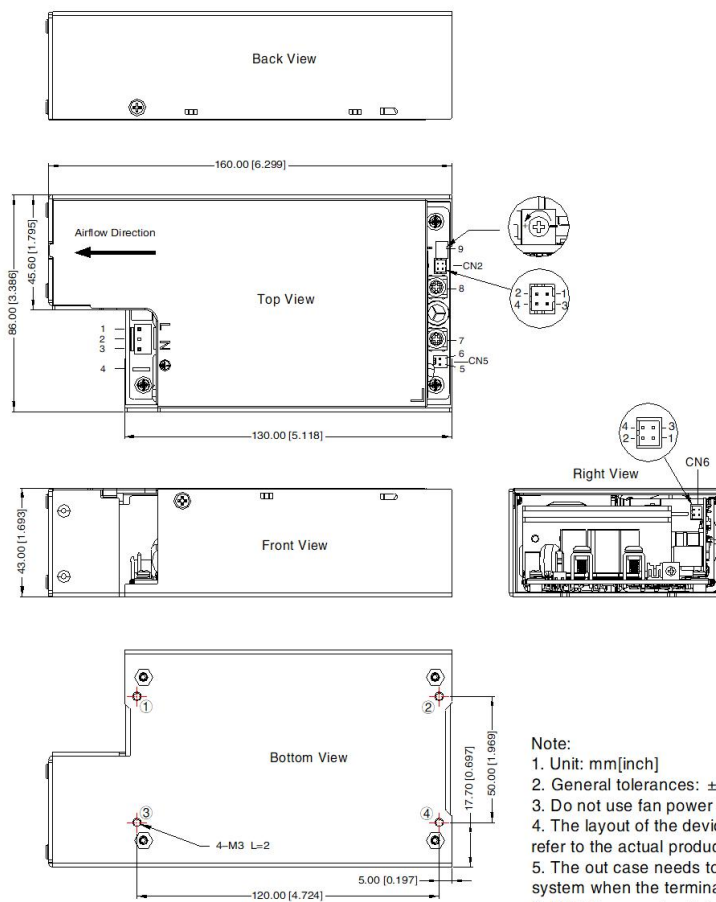 Back View
160.00 [6.299]
86.00 [3.386]
45.60 [1.795]
Airflow Direction
Top View
9
CN2
8
7
6
CN5
5
2
1
4
3
1
2
3
4
L
N
130.00 [5.118]
4
3
2
1
CN6
Right View
43.00 [1.693]
Front View
1
2
Bottom View
3
4
4-M3 L=2
17.70 [0.697]
50.00 [1.969]
5.00 [0.197]
120.00 [4.724]
Note:
1. Unit: mm[inch]
2. General tolerances: ±
3. Do not use fan power
4. The layout of the devi
refer to the actual produc
5. The out case needs to
system when the termina